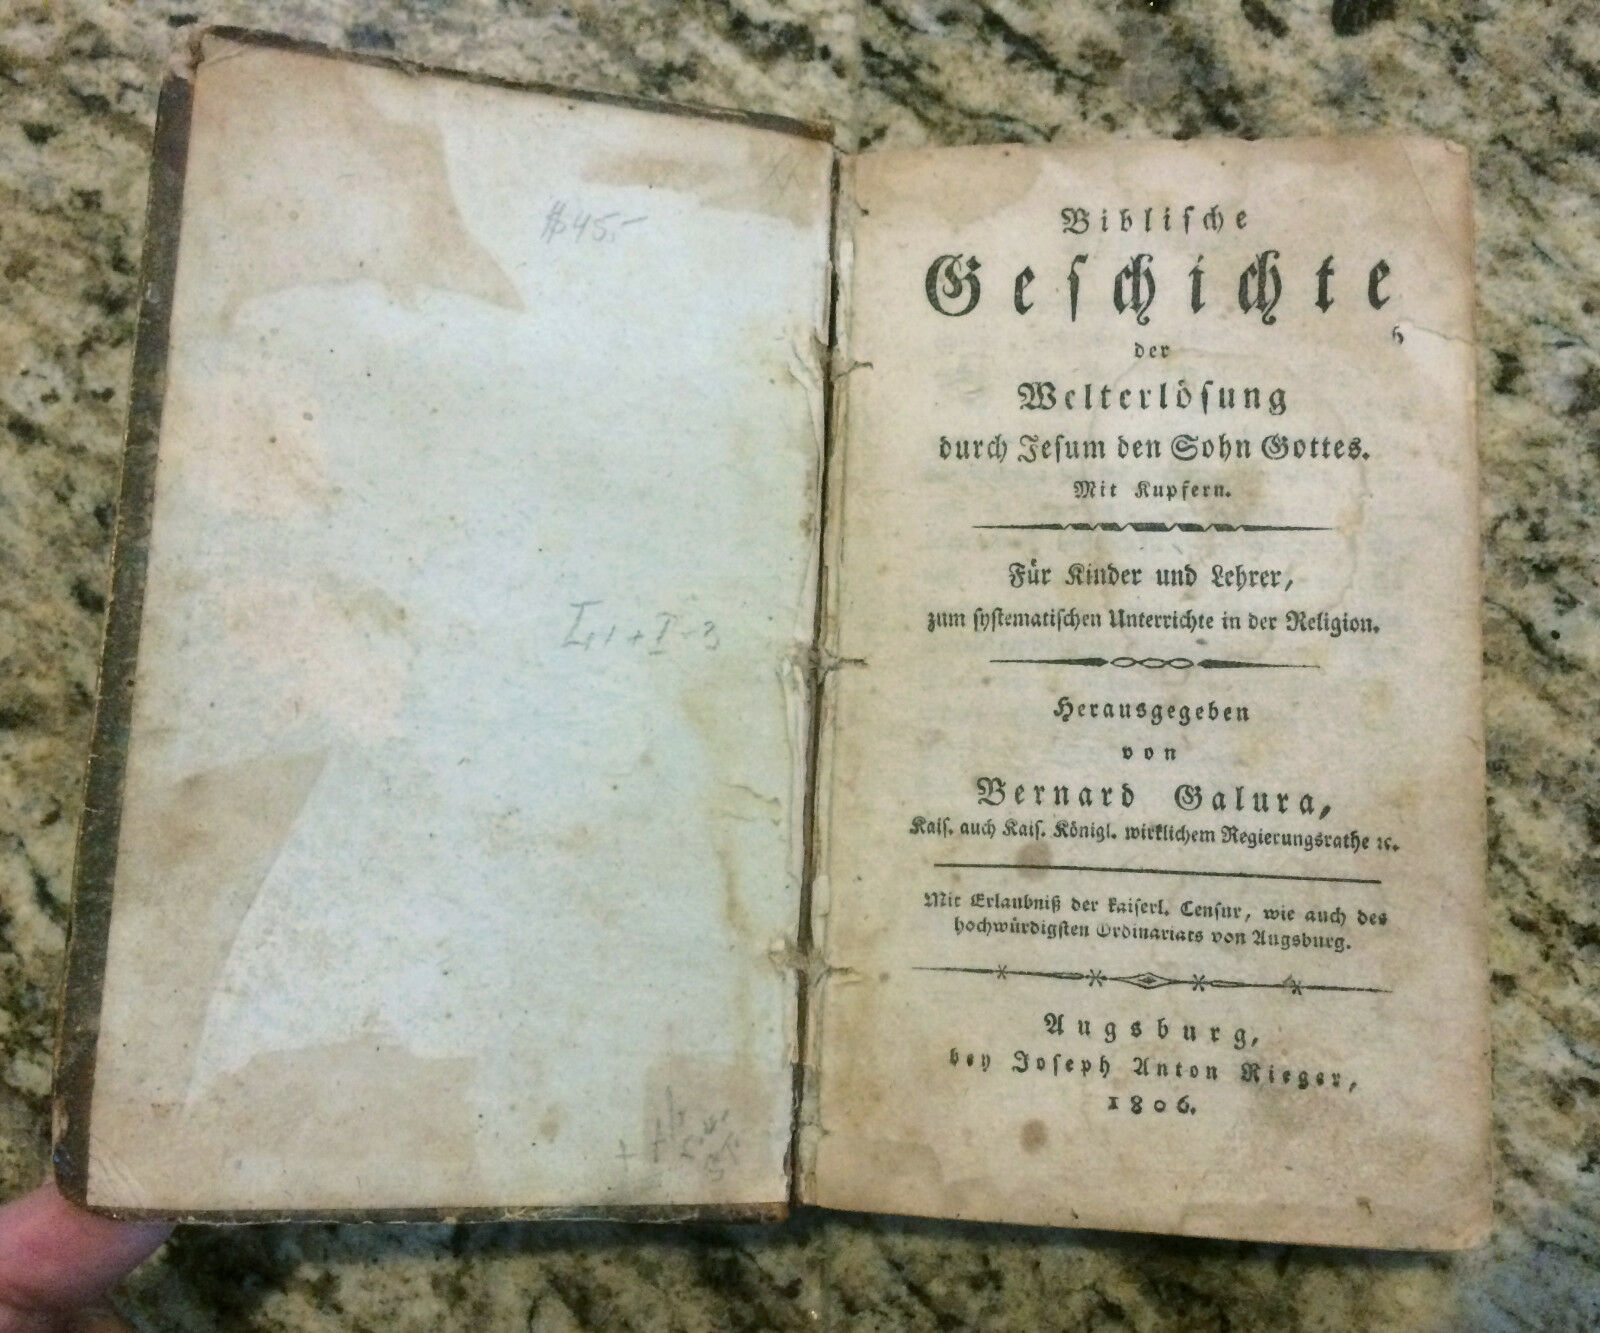 $45.-
Biblische
Geschichte
der
Welterlösung
durch Jesum den Sohn Gottes.
Mit Kupfern.
Für Kinder und Lehrer,
zum systematischen Unterrichte in der Religion.
Herausgegeben
von
Bernard Galura,
Kais. auch Kais. Königl. wirklichem Regierungsrathe ꝛc.
Mit Erlaubniß der kaiserl. Censur, wie auch des
hochwürdigsten Ordinariats von Augsburg.
Augsburg,
bey Joseph Anton Rieger,
1806.